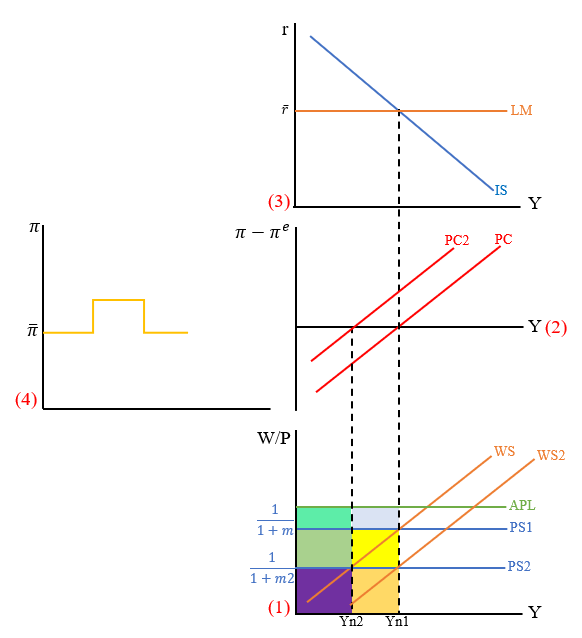 r
r̄
LM
IS
(3)
Y
π
π − πᵉ
PC2
PC
π̄
Y (2)
(4)
W/P
WS
WS2
APL
1
1 + m
PS1
1
1 + m2
PS2
(1)
Y
Yn2
Yn1